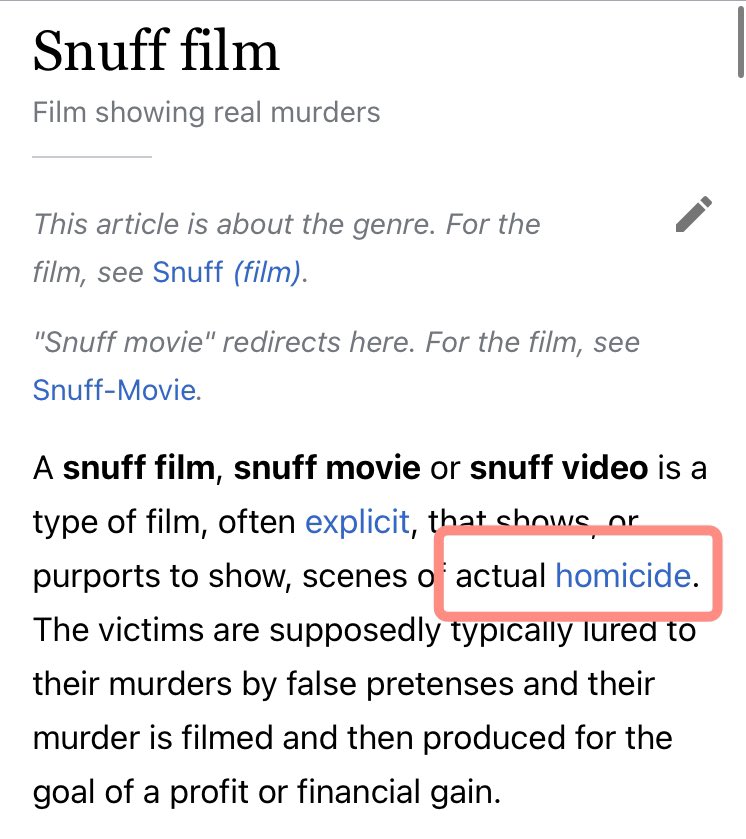 Snuff film
Film showing real murders
This article is about the genre. For the
film, see Snuff (film).
"Snuff movie" redirects here. For the film, see
Snuff-Movie.
A snuff film, snuff movie or snuff video is a
type of film, often explicit, that shows, or
purports to show, scenes of actual homicide.
The victims are supposedly typically lured to
their murders by false pretenses and their
murder is filmed and then produced for the
goal of a profit or financial gain.